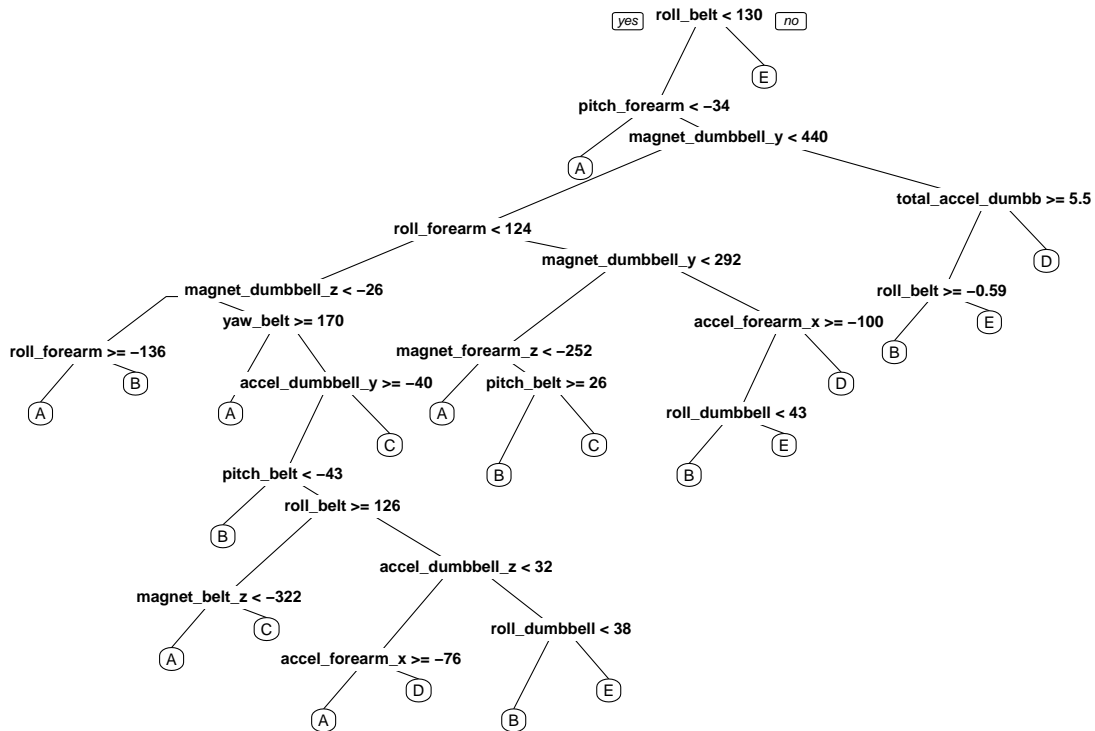 yes roll_belt < 130 no
E
pitch_forearm < −34
magnet_dumbbell_y < 440
A
total_accel_dumbb >= 5.5
roll_forearm < 124
magnet_dumbbell_y < 292
D
magnet_dumbbell_z < −26
roll_belt >= −0.59
yaw_belt >= 170
accel_forearm_x >= −100
E
roll_forearm >= −136
magnet_forearm_z < −252
B
B
accel_dumbbell_y >= −40
pitch_belt >= 26
D
A
A
A
roll_dumbbell < 43
C
C
E
pitch_belt < −43
B
B
roll_belt >= 126
B
accel_dumbbell_z < 32
magnet_belt_z < −322
C
roll_dumbbell < 38
A
accel_forearm_x >= −76
D
E
A
B